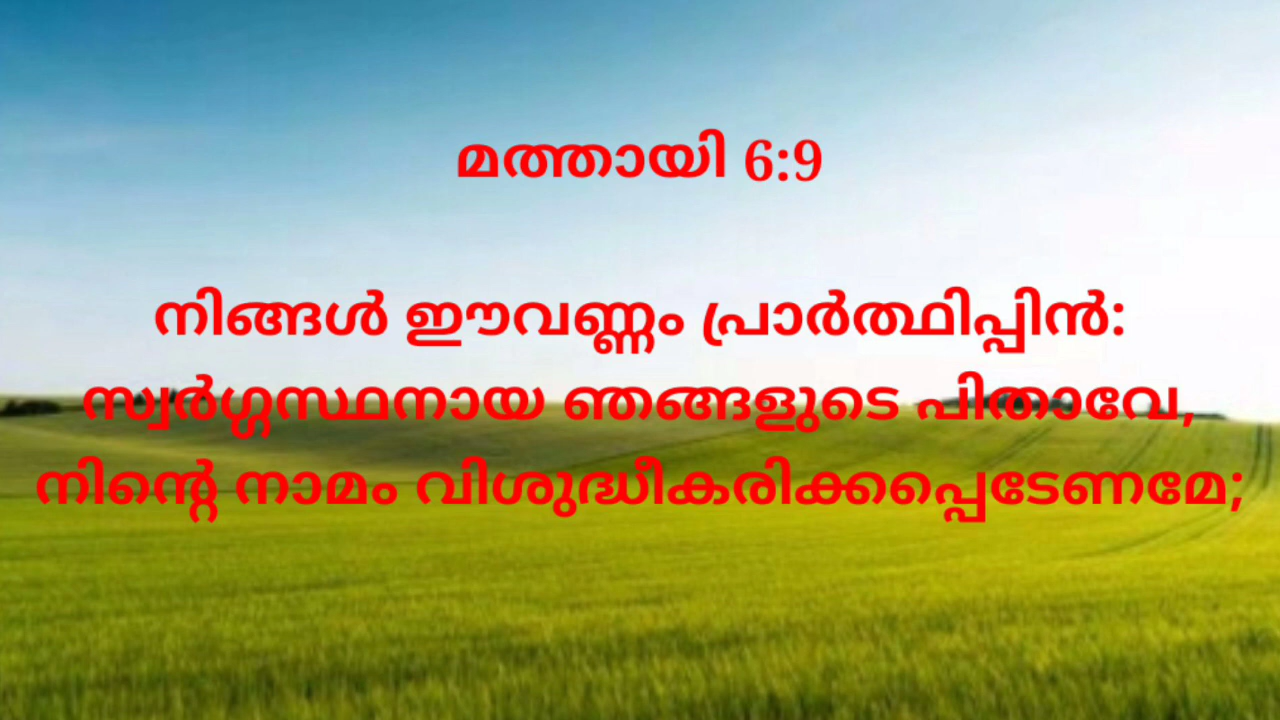 മത്തായി 6:9
നിങ്ങൾ ഈവണ്ണം പ്രാർത്ഥിപ്പിൻ:
സ്വർഗ്ഗസ്ഥനായ ഞങ്ങളുടെ പിതാവേ,
നിന്റെ നാമം വിശുദ്ധീകരിക്കപ്പെടേണമേ;